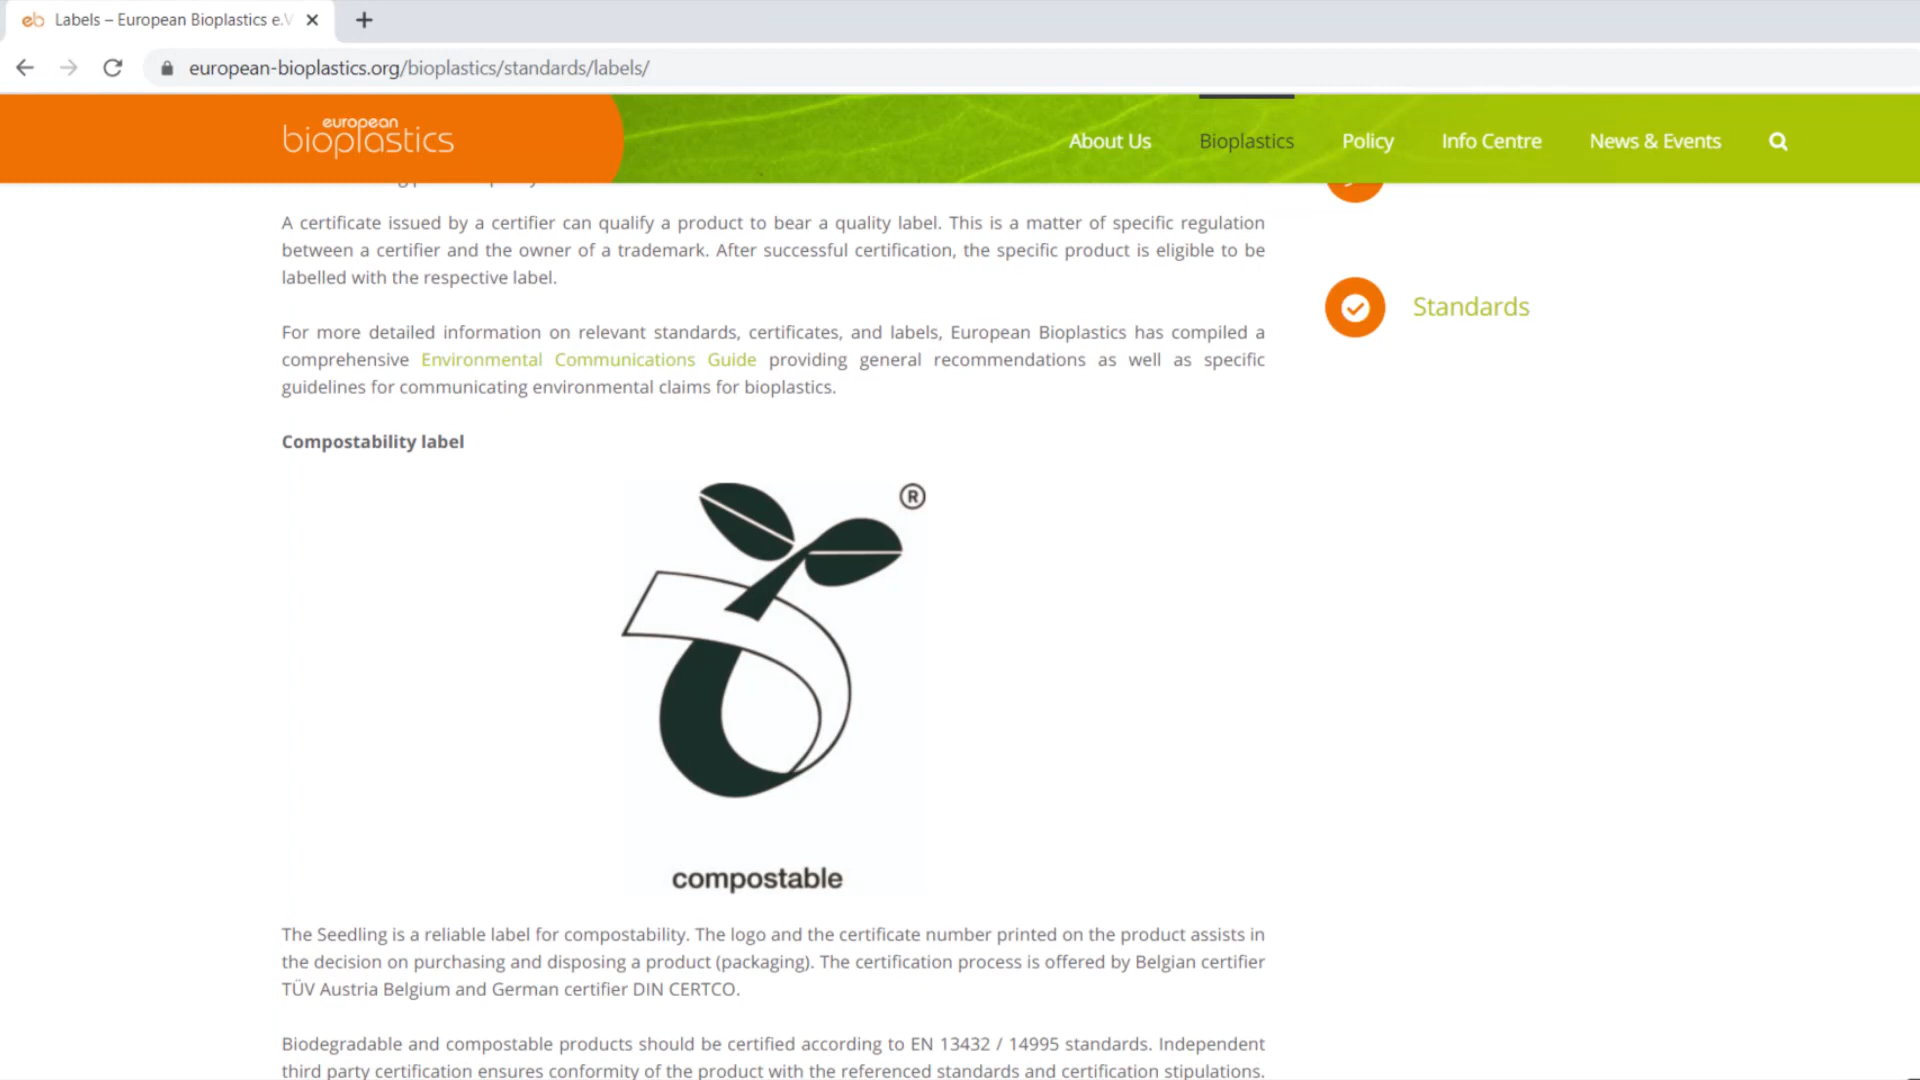 Labels – European Bioplastics e.V
european-bioplastics.org/bioplastics/standards/labels/
european
bioplastics
About Us
Bioplastics
Policy
Info Centre
News & Events
A certificate issued by a certifier can qualify a product to bear a quality label. This is a matter of specific regulation
between a certifier and the owner of a trademark. After successful certification, the specific product is eligible to be
labelled with the respective label.
Standards
For more detailed information on relevant standards, certificates, and labels, European Bioplastics has compiled a
comprehensive Environmental Communications Guide providing general recommendations as well as specific
guidelines for communicating environmental claims for bioplastics.
Compostability label
®
compostable
The Seedling is a reliable label for compostability. The logo and the certificate number printed on the product assists in
the decision on purchasing and disposing a product (packaging). The certification process is offered by Belgian certifier
TÜV Austria Belgium and German certifier DIN CERTCO.
Biodegradable and compostable products should be certified according to EN 13432 / 14995 standards. Independent
third party certification ensures conformity of the product with the referenced standards and certification stipulations.